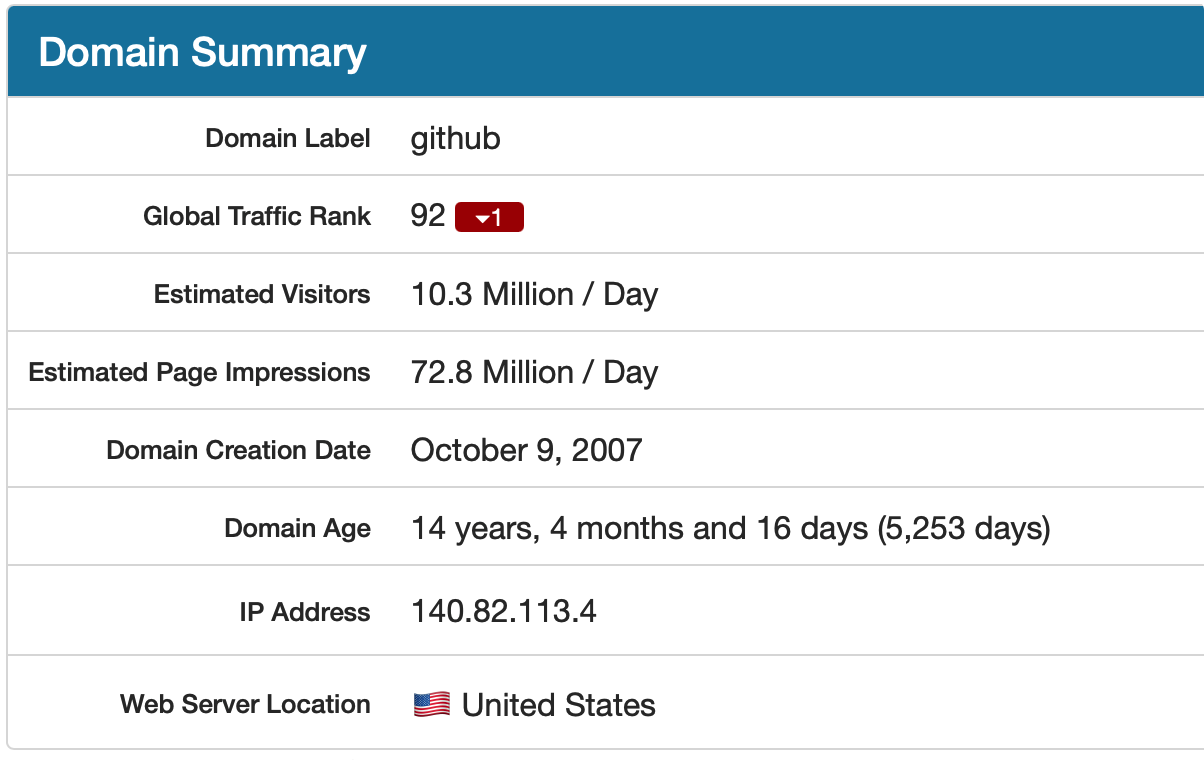 Domain Summary
Domain Label github
Global Traffic Rank 92 ▾1
Estimated Visitors 10.3 Million / Day
Estimated Page Impressions 72.8 Million / Day
Domain Creation Date October 9, 2007
Domain Age 14 years, 4 months and 16 days (5,253 days)
IP Address 140.82.113.4
Web Server Location United States